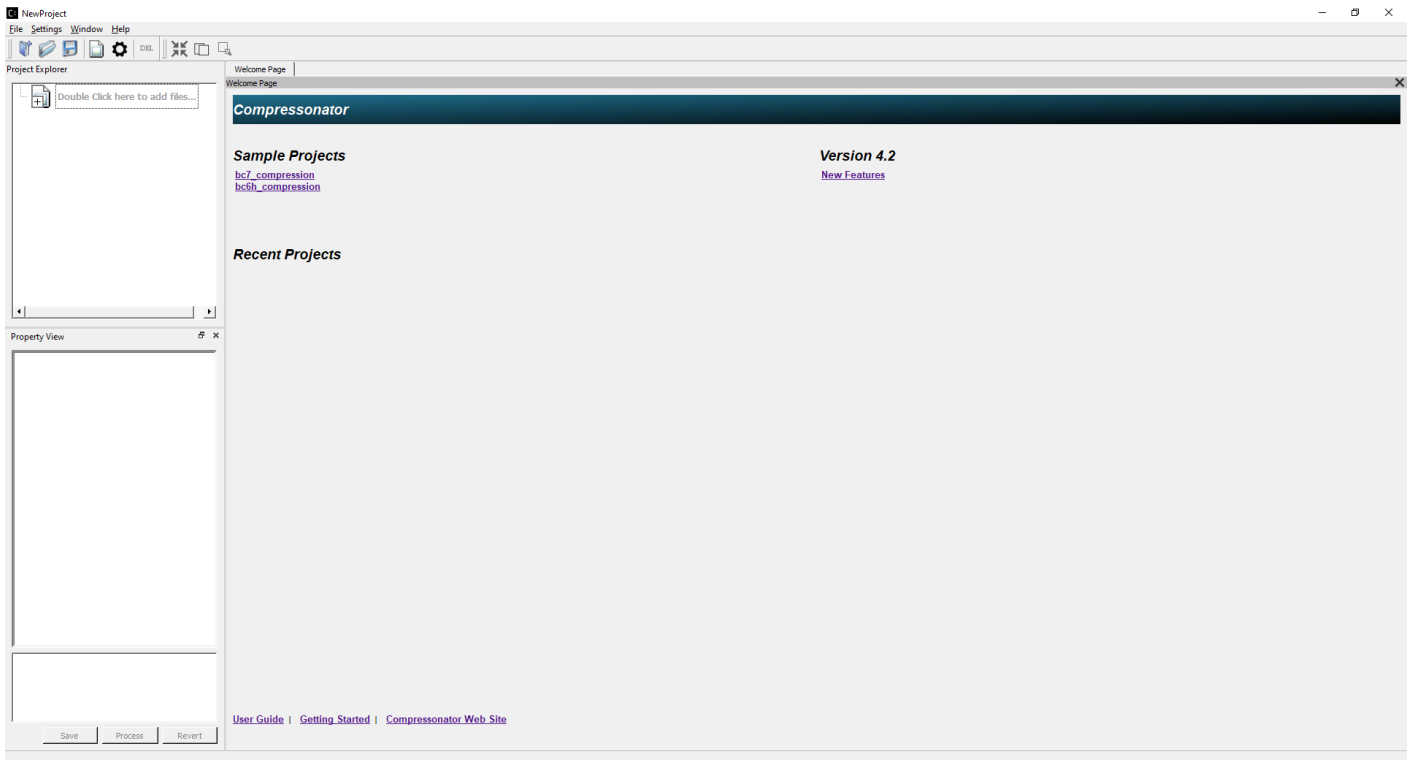 C: NewProject
File Settings Window Help
DEL
Project Explorer
Welcome Page
Welcome Page
Double Click here to add files...
Compressonator
Sample Projects
Version 4.2
bc7_compression
New Features
bc6h_compression
Recent Projects
Property View
User Guide | Getting Started | Compressonator Web Site
Save Process Revert